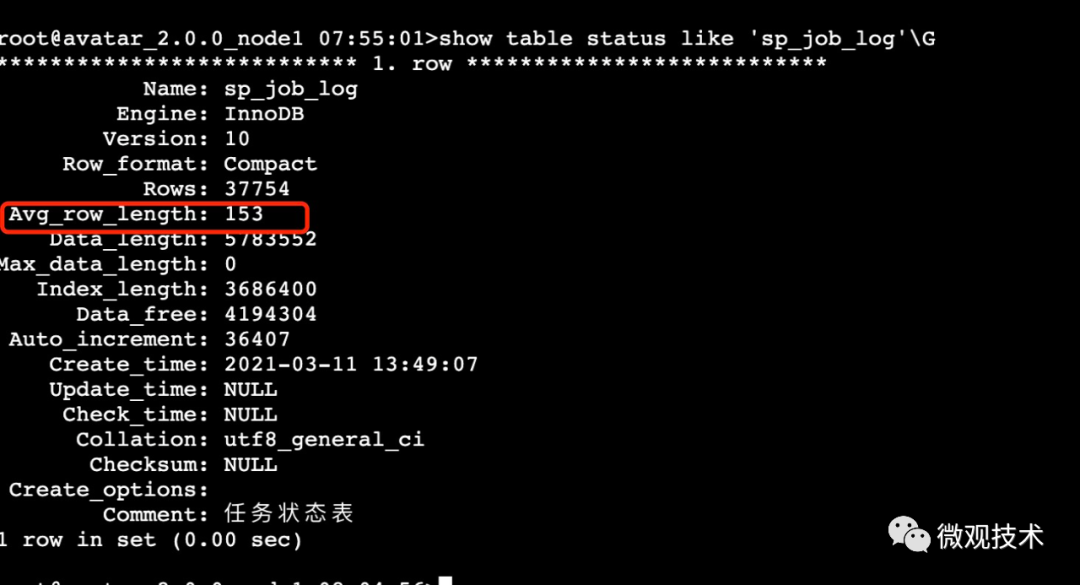 root@avatar_2.0.0_node1 07:55:01>show table status like 'sp_job_log'\G
*************************** 1. row ***************************
Name: sp_job_log
Engine: InnoDB
Version: 10
Row_format: Compact
Rows: 37754
Avg_row_length: 153
Data_length: 5783552
Max_data_length: 0
Index_length: 3686400
Data_free: 4194304
Auto_increment: 36407
Create_time: 2021-03-11 13:49:07
Update_time: NULL
Check_time: NULL
Collation: utf8_general_ci
Checksum: NULL
Create_options:
Comment: 任务状态表
1 row in set (0.00 sec)
微观技术